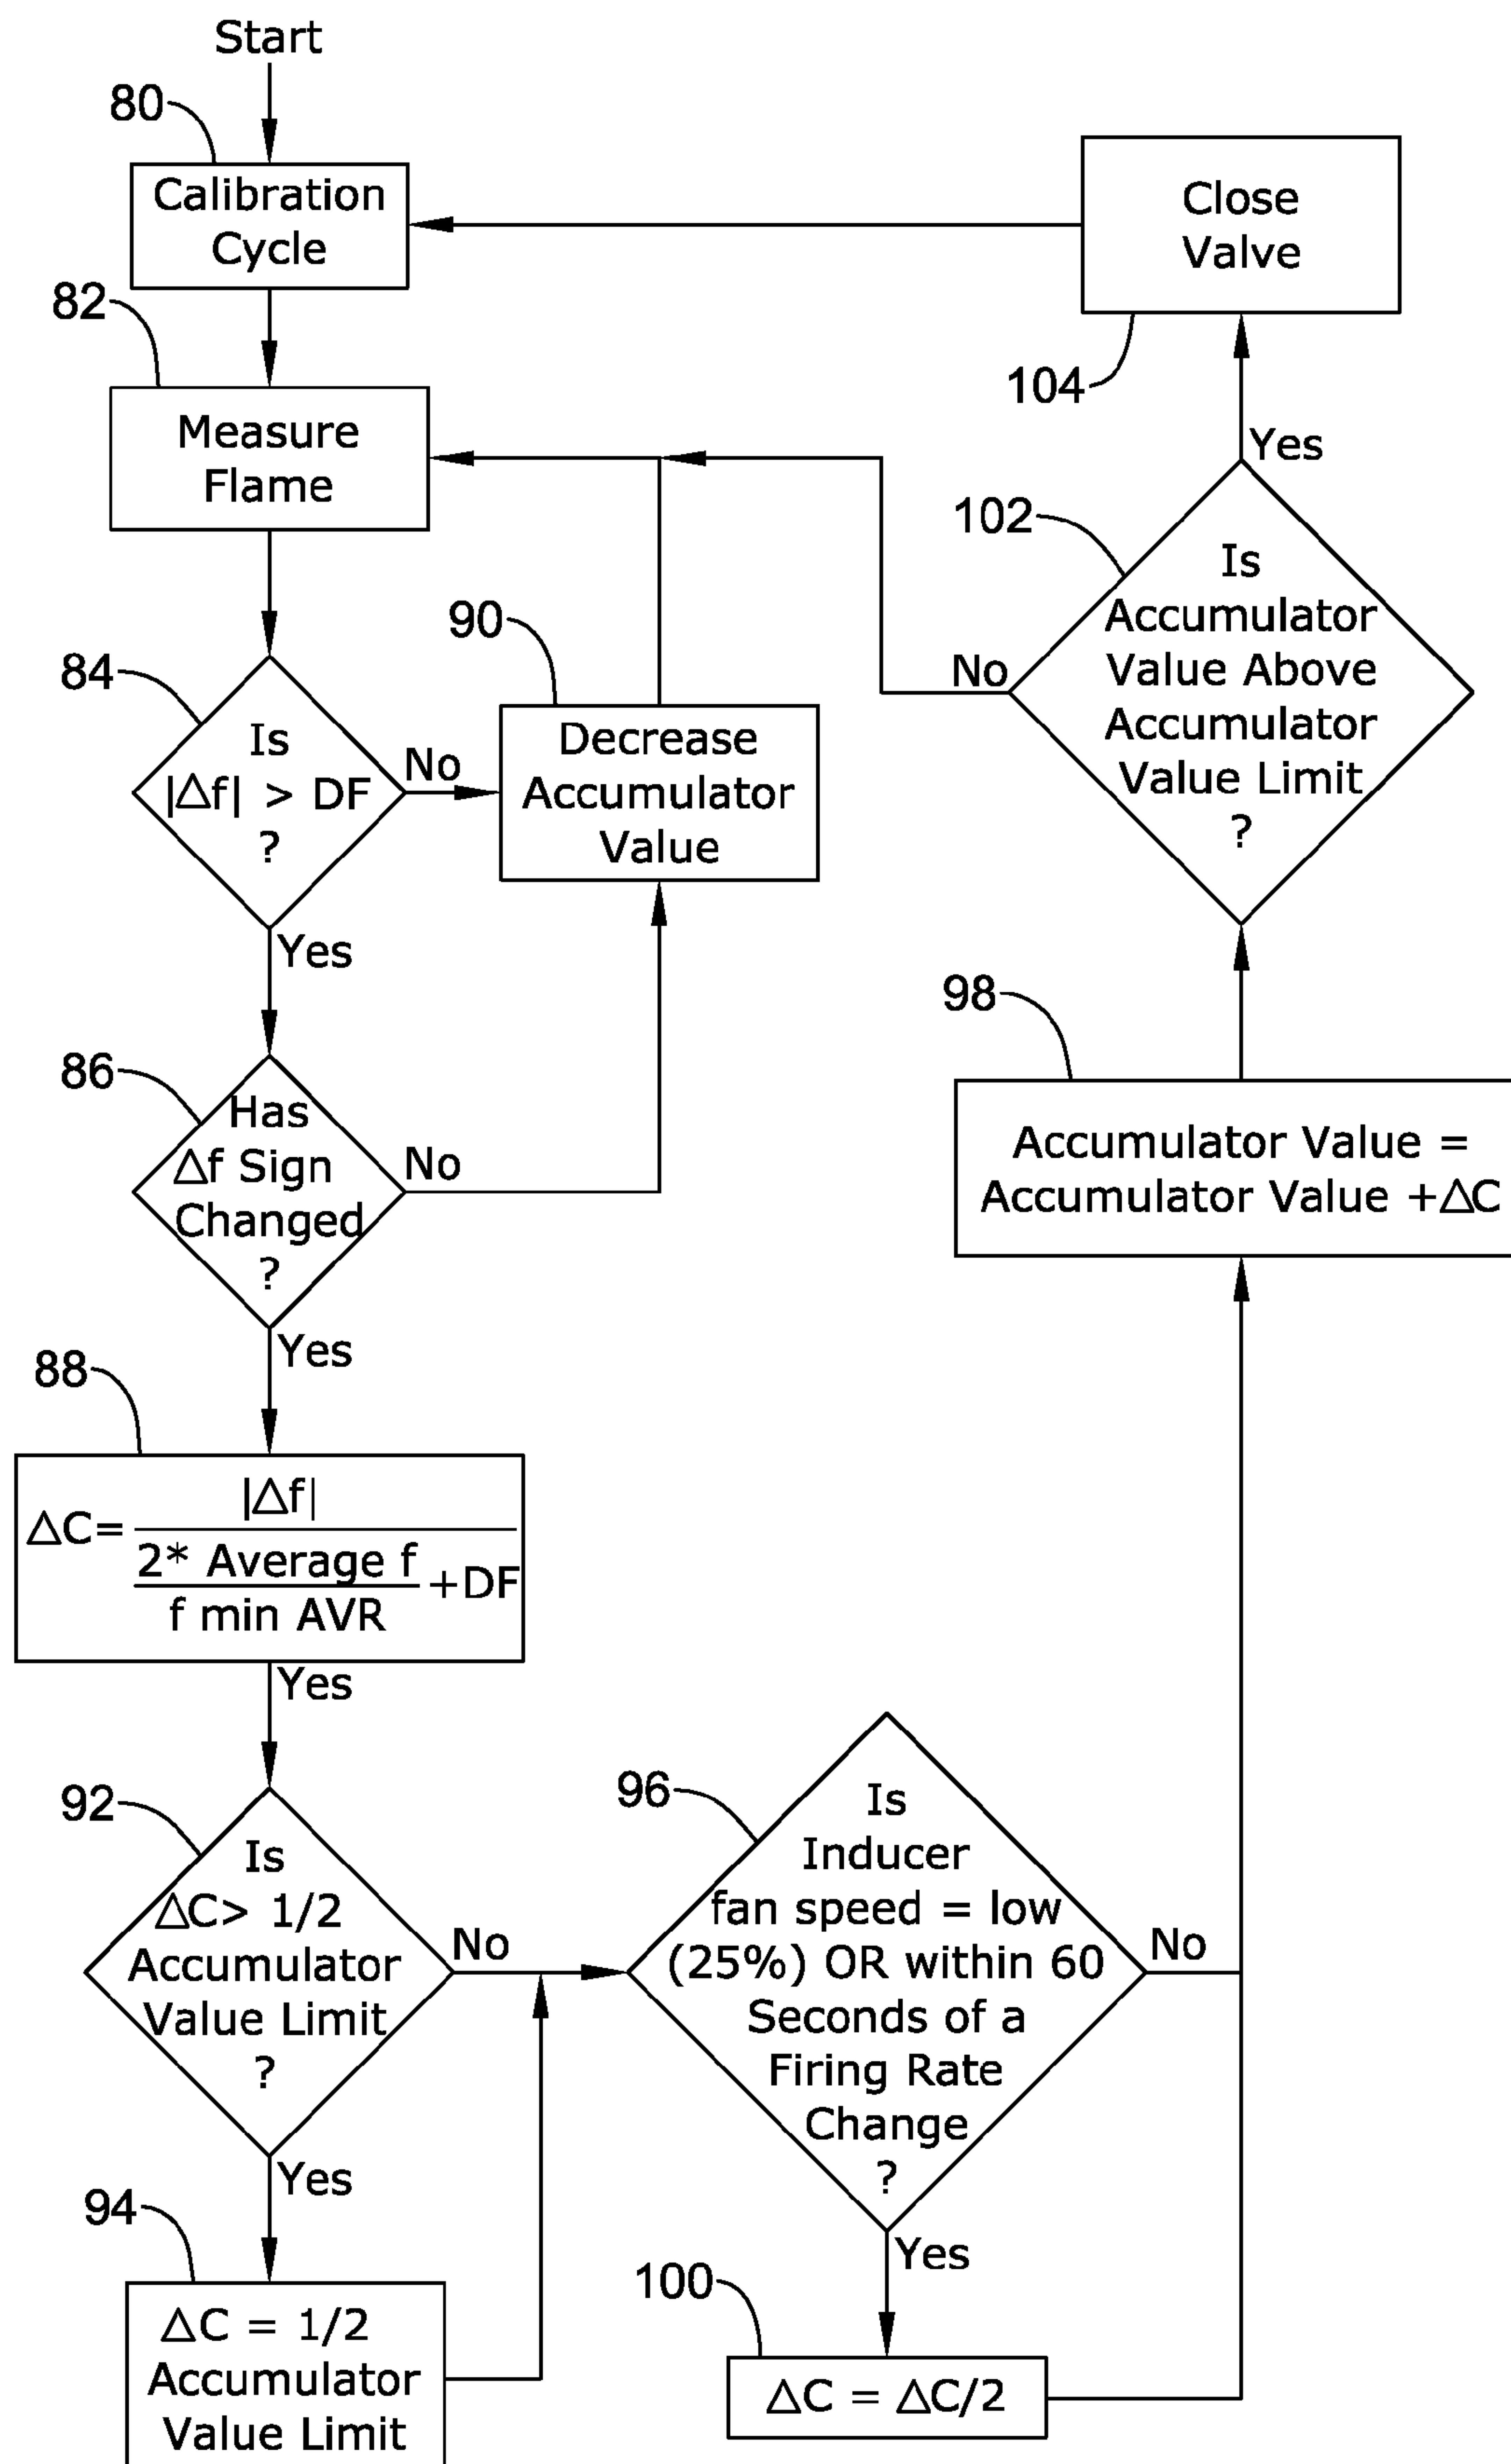 Start
80
Calibration
Cycle
82
Measure
Flame
84
Is
|Δf| > DF
?
No
Yes
90
Decrease
Accumulator
Value
86
Has
Δf Sign
Changed
?
No
Yes
88
ΔC=
|Δf|
2* Average f
f min AVR
+DF
Yes
92
Is
ΔC> 1/2
Accumulator
Value Limit
?
No
Yes
94
ΔC = 1/2
Accumulator
Value Limit
96
Is
Inducer
fan speed = low
(25%) OR within 60
Seconds of a
Firing Rate
Change
?
No
Yes
100
ΔC = ΔC/2
98
Accumulator Value =
Accumulator Value +ΔC
102
Is
Accumulator
Value Above
Accumulator
Value Limit
?
No
Yes
104
Close
Valve